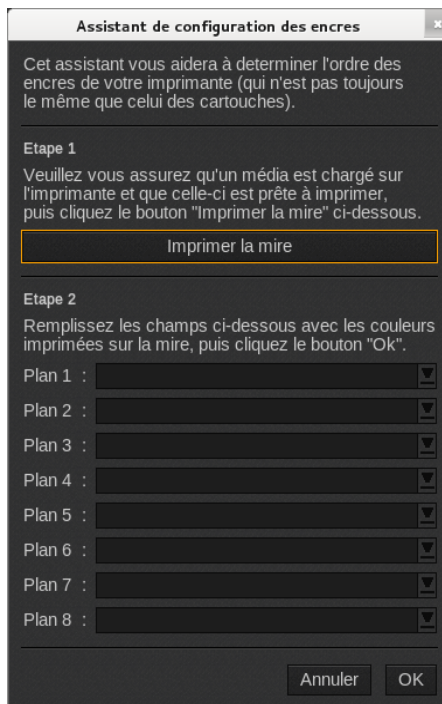 Assistant de configuration des encres
x
Cet assistant vous aidera à determiner l'ordre des
encres de votre imprimante (qui n'est pas toujours
le même que celui des cartouches).
Etape 1
Veuillez vous assurez qu'un média est chargé sur
l'imprimante et que celle-ci est prête à imprimer,
puis cliquez le bouton "Imprimer la mire" ci-dessous.
Imprimer la mire
Etape 2
Remplissez les champs ci-dessous avec les couleurs
imprimées sur la mire, puis cliquez le bouton "Ok".
Plan 1 :
Plan 2 :
Plan 3 :
Plan 4 :
Plan 5 :
Plan 6 :
Plan 7 :
Plan 8 :
Annuler OK